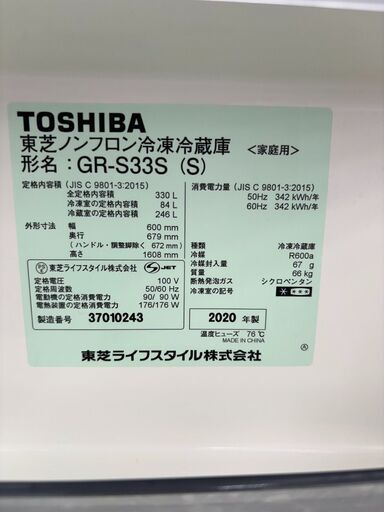 TOSHIBA
東芝ノンフロン冷凍冷蔵庫 <家庭用>
形名：GR-S33S (S)
定格内容積（JIS C 9801-3:2015）
全定格内容積 330 L
冷凍室の定格内容積 84 L
冷蔵室の定格内容積 246 L
外形寸法 幅 600 mm
奥行 679 mm
(ハンドル・調整脚除く 672 mm)
高さ 1608 mm
東芝ライフスタイル株式会社 S JET
定格電圧 100 V
定格周波数 50/60 Hz
電動機の定格消費電力 90/ 90 W
電熱装置の定格消費電力 176/176 W
製造番号 37010243
消費電力量（JIS C 9801-3:2015）
50Hz 342 kWh/年
60Hz 342 kWh/年
種類 冷凍冷蔵庫
冷媒 R600a
冷媒封入量 67 g
質量 66 kg
断熱発泡ガス シクロペンタン
冷凍室の記号 ****
2020 年製
温度ヒューズ 76℃
MADE IN CHINA
東芝ライフスタイル株式会社
A